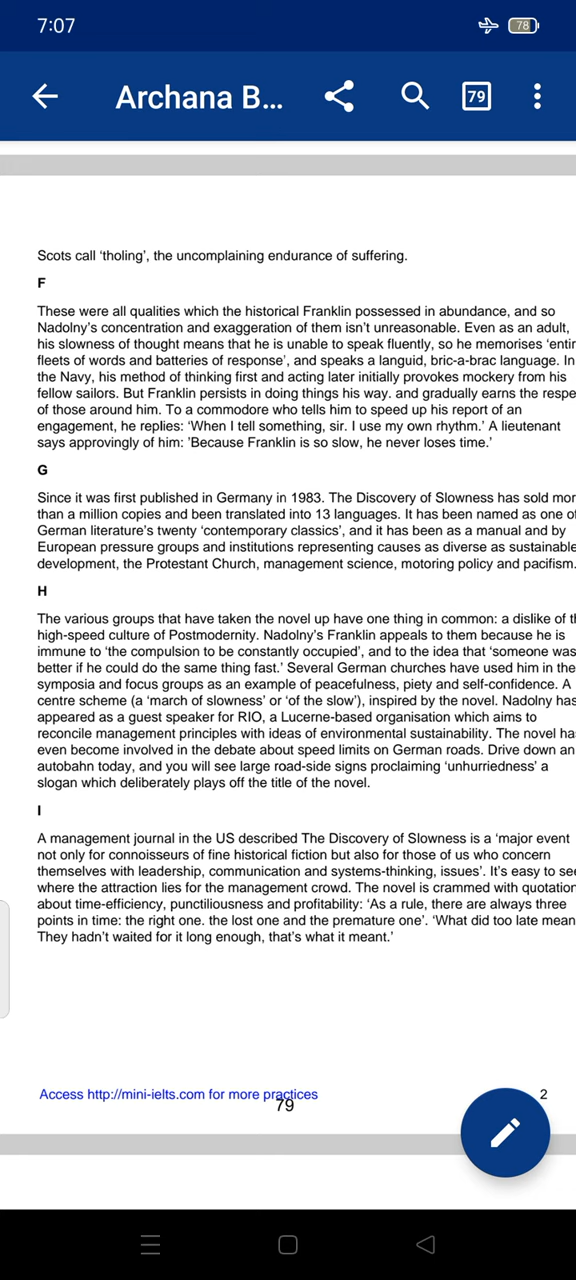 7:07
78
Archana B...
79
Scots call ‘tholing’, the uncomplaining endurance of suffering.
F
These were all qualities which the historical Franklin possessed in abundance, and so
Nadolny’s concentration and exaggeration of them isn’t unreasonable. Even as an adult,
his slowness of thought means that he is unable to speak fluently, so he memorises ‘entir
fleets of words and batteries of response’, and speaks a languid, bric-a-brac language. In
the Navy, his method of thinking first and acting later initially provokes mockery from his
fellow sailors. But Franklin persists in doing things his way. and gradually earns the respe
of those around him. To a commodore who tells him to speed up his report of an
engagement, he replies: ‘When I tell something, sir. I use my own rhythm.’ A lieutenant
says approvingly of him: ’Because Franklin is so slow, he never loses time.’
G
Since it was first published in Germany in 1983. The Discovery of Slowness has sold mor
than a million copies and been translated into 13 languages. It has been named as one of
German literature’s twenty ‘contemporary classics’, and it has been as a manual and by
European pressure groups and institutions representing causes as diverse as sustainable
development, the Protestant Church, management science, motoring policy and pacifism.
H
The various groups that have taken the novel up have one thing in common: a dislike of th
high-speed culture of Postmodernity. Nadolny’s Franklin appeals to them because he is
immune to ‘the compulsion to be constantly occupied’, and to the idea that ‘someone was
better if he could do the same thing fast.’ Several German churches have used him in the
symposia and focus groups as an example of peacefulness, piety and self-confidence. A
centre scheme (a ‘march of slowness’ or ‘of the slow’), inspired by the novel. Nadolny has
appeared as a guest speaker for RIO, a Lucerne-based organisation which aims to
reconcile management principles with ideas of environmental sustainability. The novel ha
even become involved in the debate about speed limits on German roads. Drive down an
autobahn today, and you will see large road-side signs proclaiming ‘unhurriedness’ a
slogan which deliberately plays off the title of the novel.
I
A management journal in the US described The Discovery of Slowness is a ‘major event
not only for connoisseurs of fine historical fiction but also for those of us who concern
themselves with leadership, communication and systems-thinking, issues’. It’s easy to see
where the attraction lies for the management crowd. The novel is crammed with quotation
about time-efficiency, punctiliousness and profitability: ‘As a rule, there are always three
points in time: the right one. the lost one and the premature one’. ‘What did too late mean
They hadn’t waited for it long enough, that’s what it meant.’
Access http://mini-ielts.com for more practices
2
79